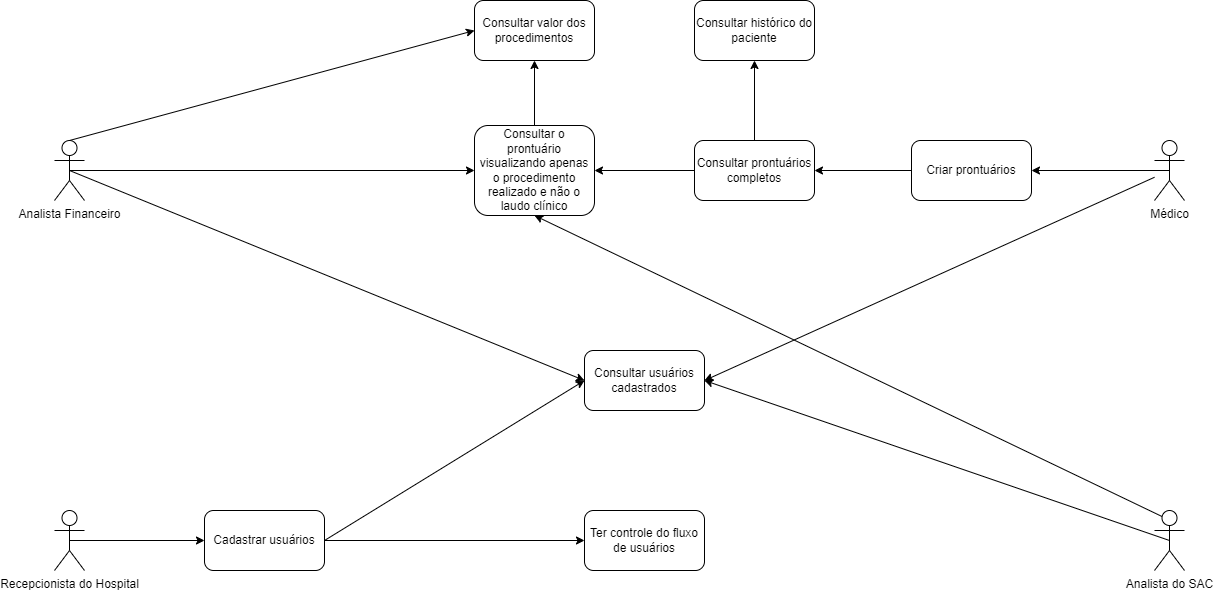 Consultar valor dos
procedimentos
Consultar histórico do
paciente
Consultar o
prontuário
visualizando apenas
o procedimento
realizado e não o
laudo clínico
Consultar prontuários
completos
Criar prontuários
Analista Financeiro
Médico
Consultar usuários
cadastrados
Cadastrar usuários
Ter controle do fluxo
de usuários
Recepcionista do Hospital
Analista do SAC